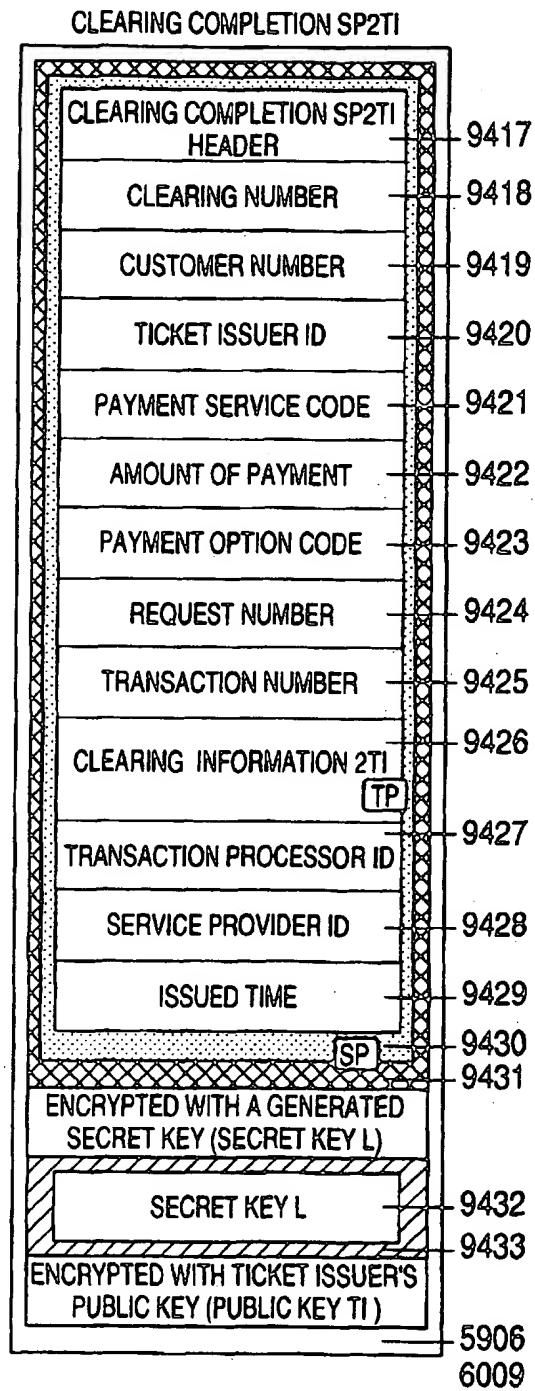 CLEARING COMPLETION SP2TI
CLEARING COMPLETION SP2TI
HEADER
9417
CLEARING NUMBER
9418
CUSTOMER NUMBER
9419
TICKET ISSUER ID
9420
PAYMENT SERVICE CODE
9421
AMOUNT OF PAYMENT
9422
PAYMENT OPTION CODE
9423
REQUEST NUMBER
9424
TRANSACTION NUMBER
9425
CLEARING INFORMATION 2TI
9426
TP
TRANSACTION PROCESSOR ID
9427
SERVICE PROVIDER ID
9428
ISSUED TIME
9429
SP
9430
9431
ENCRYPTED WITH A GENERATED
SECRET KEY (SECRET KEY L)
SECRET KEY L
9432
9433
ENCRYPTED WITH TICKET ISSUER'S
PUBLIC KEY (PUBLIC KEY TI )
5906
6009